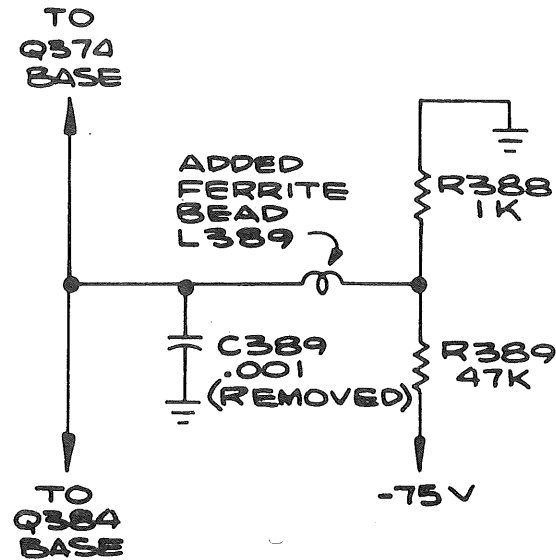 TO
Q374
BASE
ADDED
FERRITE
BEAD
L389
R388
1K
C389
.001
(REMOVED)
R389
47K
-75V
TO
Q384
BASE